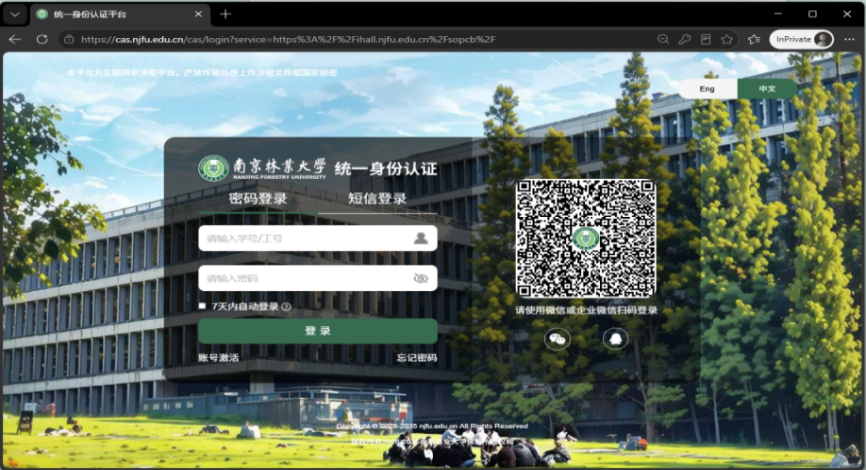 统一身份认证平台
https://cas.njfu.edu.cn/cas/login?service=https%3A%2F%2Fihall.njfu.edu.cn%2Fsopcb%2F
InPrivate
本平台为互联网非涉密平台，严禁传输处理上传涉密文件或国家秘密
Eng
中文
南京林業大學
NANJING FORESTRY UNIVERSITY
统一身份认证
密码登录
短信登录
请输入学号/工号
请输入密码
7天内自动登录
登 录
账号激活
忘记密码
请使用微信或企业微信扫码登录
Copyright © 2026-2035 njfu.edu.cn All Rights Reserved